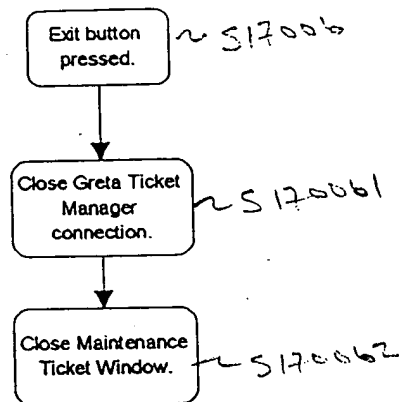 Exit button
pressed.
~ S17006
Close Greta Ticket
Manager
connection.
~ S170061
Close Maintenance
Ticket Window.
~ S170062